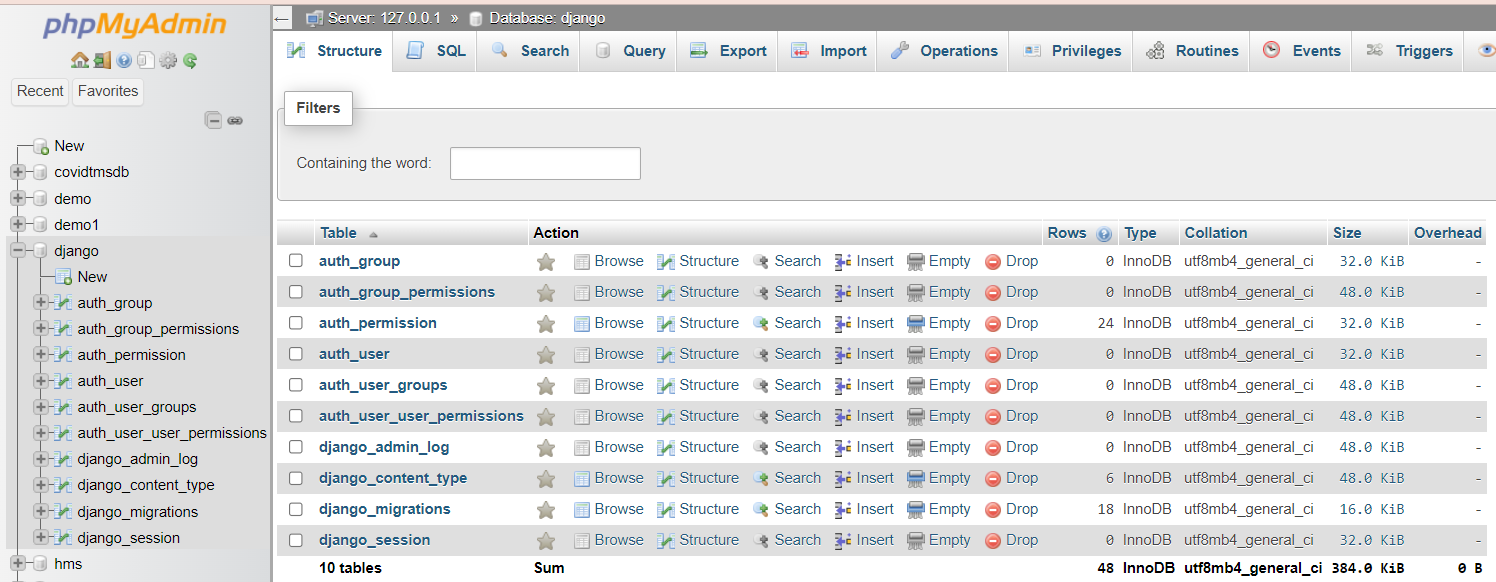 phpMyAdmin
Recent Favorites
New
covidtmsdb
demo
demo1
django
New
auth_group
auth_group_permissions
auth_permission
auth_user
auth_user_groups
auth_user_user_permissions
django_admin_log
django_content_type
django_migrations
django_session
hms
Server: 127.0.0.1 » Database: django
Structure SQL Search Query Export Import Operations Privileges Routines Events Triggers
Filters
Containing the word:
Table Action Rows Type Collation Size Overhead
auth_group Browse Structure Search Insert Empty Drop 0 InnoDB utf8mb4_general_ci 32.0 KiB -
auth_group_permissions Browse Structure Search Insert Empty Drop 0 InnoDB utf8mb4_general_ci 48.0 KiB -
auth_permission Browse Structure Search Insert Empty Drop 24 InnoDB utf8mb4_general_ci 32.0 KiB -
auth_user Browse Structure Search Insert Empty Drop 0 InnoDB utf8mb4_general_ci 32.0 KiB -
auth_user_groups Browse Structure Search Insert Empty Drop 0 InnoDB utf8mb4_general_ci 48.0 KiB -
auth_user_user_permissions Browse Structure Search Insert Empty Drop 0 InnoDB utf8mb4_general_ci 48.0 KiB -
django_admin_log Browse Structure Search Insert Empty Drop 0 InnoDB utf8mb4_general_ci 48.0 KiB -
django_content_type Browse Structure Search Insert Empty Drop 6 InnoDB utf8mb4_general_ci 48.0 KiB -
django_migrations Browse Structure Search Insert Empty Drop 18 InnoDB utf8mb4_general_ci 16.0 KiB -
django_session Browse Structure Search Insert Empty Drop 0 InnoDB utf8mb4_general_ci 32.0 KiB -
10 tables Sum 48 InnoDB utf8mb4_general_ci 384.0 KiB 0 B